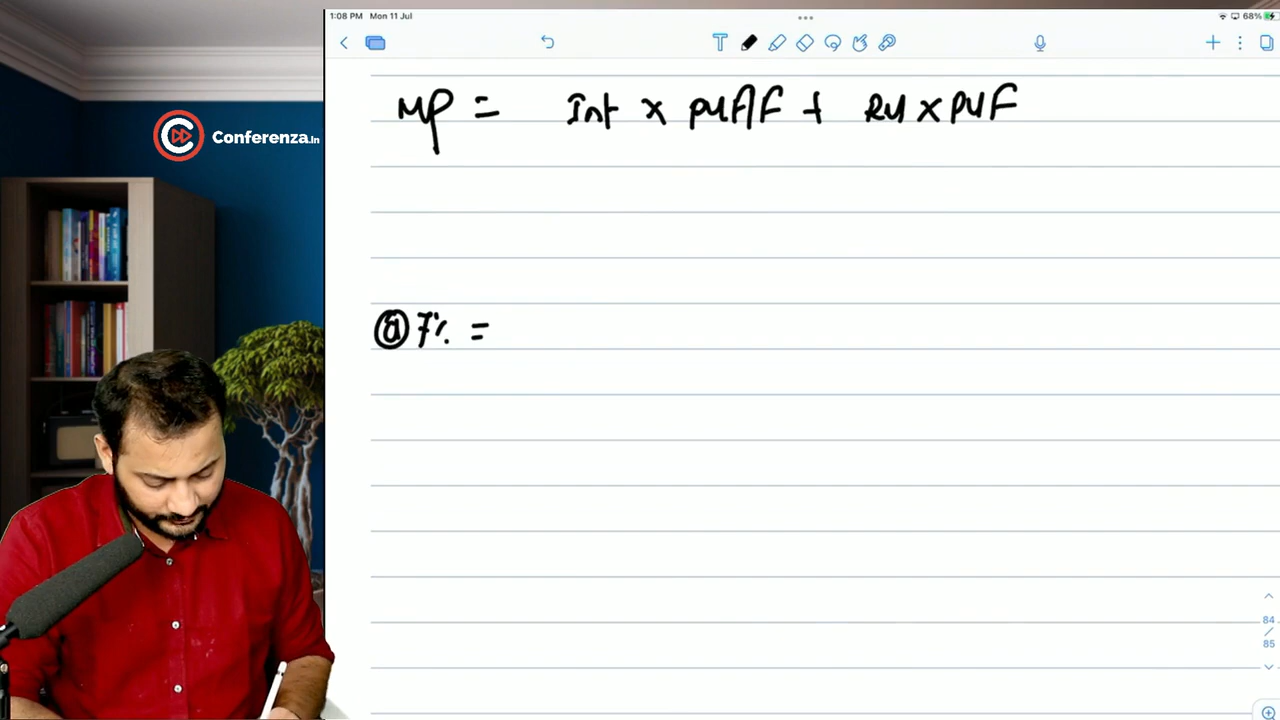 1:08 PM Mon 11 Jul
68%
Conferenza.in
MP = Int x PVAF + RV x PVF
@ 7% =
84
/
85